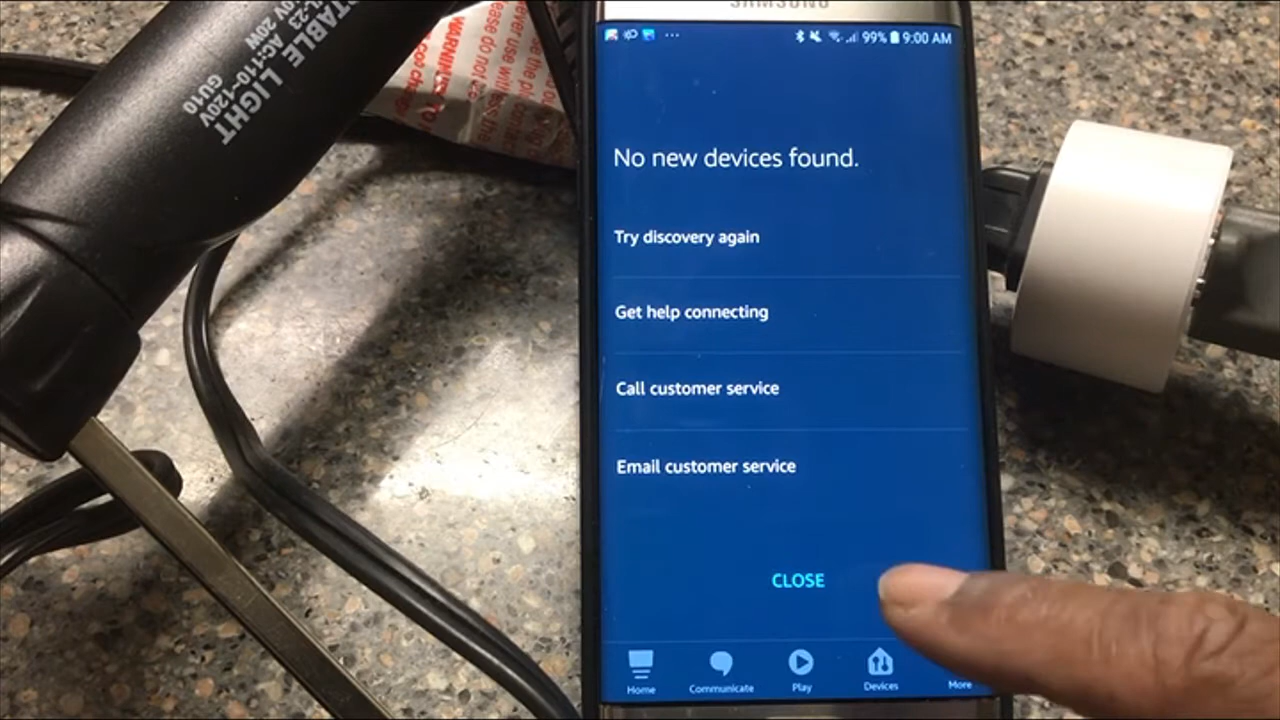 SAMSUNG
99% 9:00 AM
No new devices found.
Try discovery again
Get help connecting
Call customer service
Email customer service
CLOSE
Home
Communicate
Play
Devices
More
TABLE LIGHT
AC:110-120V
GU10
WARNING